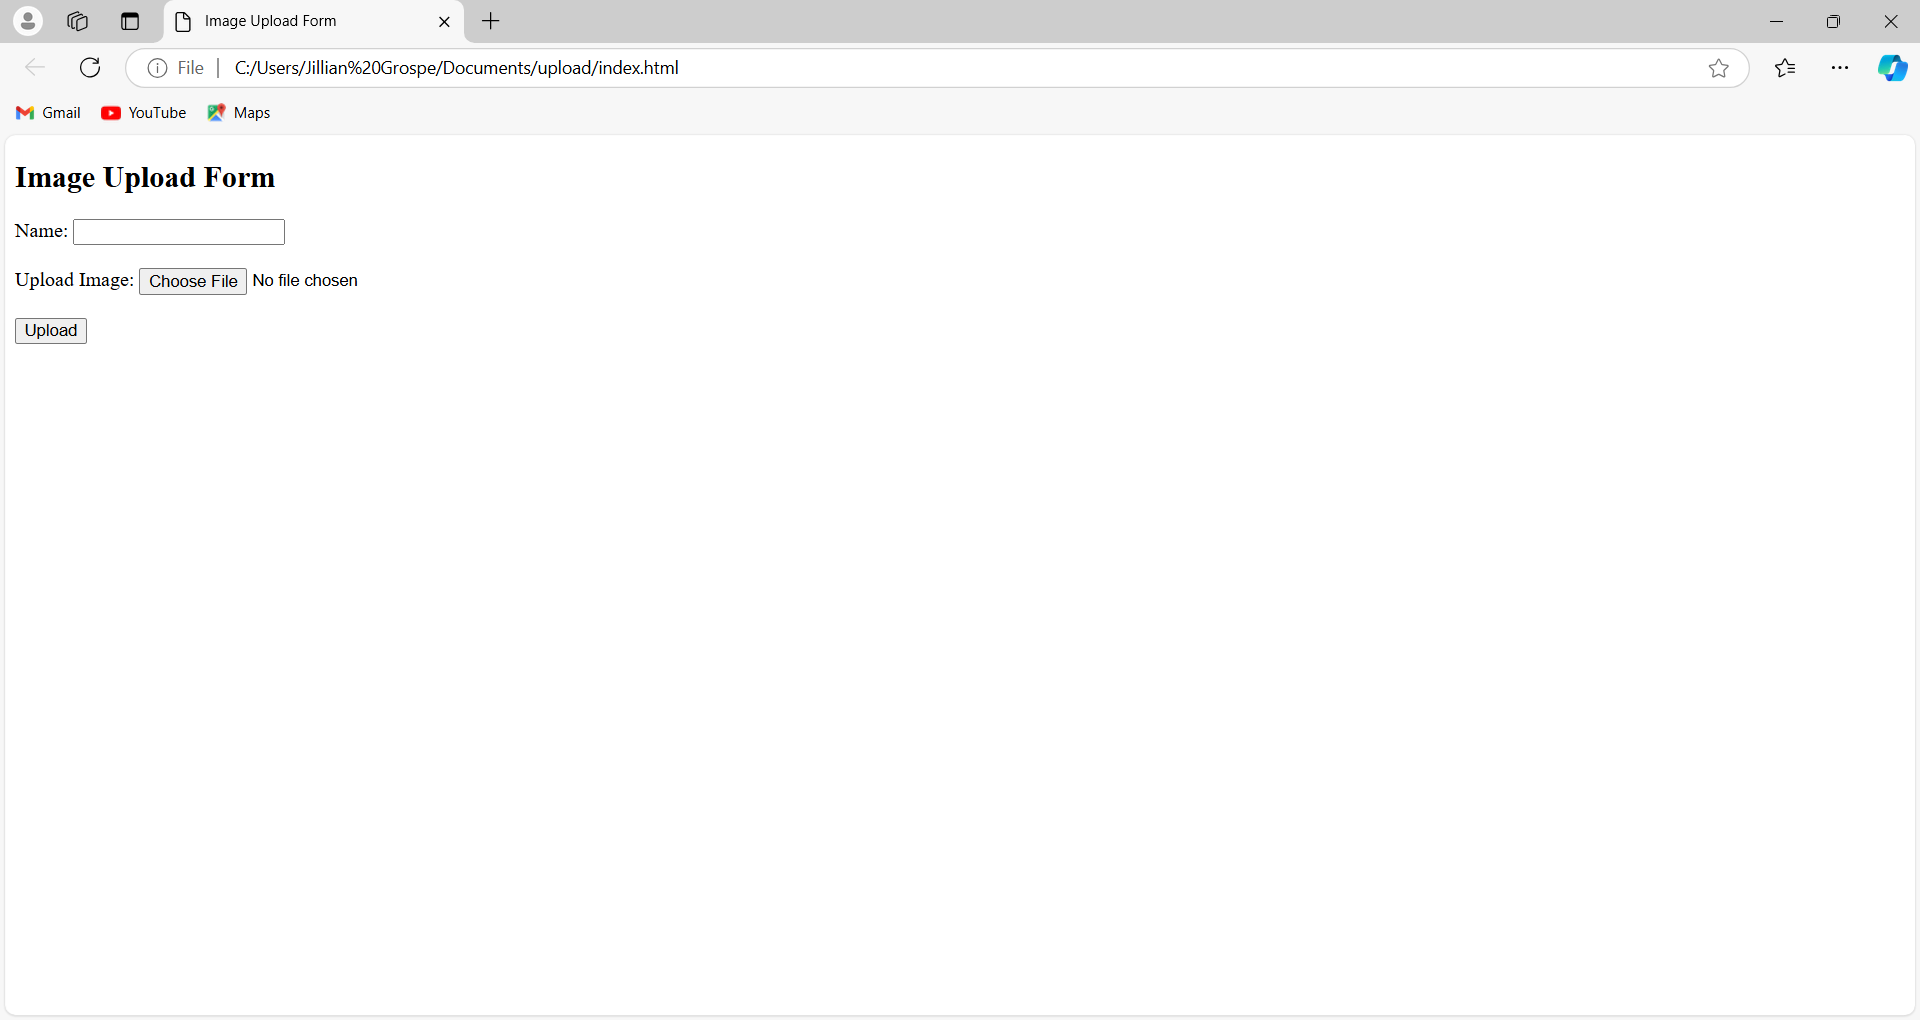 Image Upload Form
File C:/Users/Jillian%20Grospe/Documents/upload/index.html
Gmail YouTube Maps
Image Upload Form
Name:
Upload Image: Choose File No file chosen
Upload